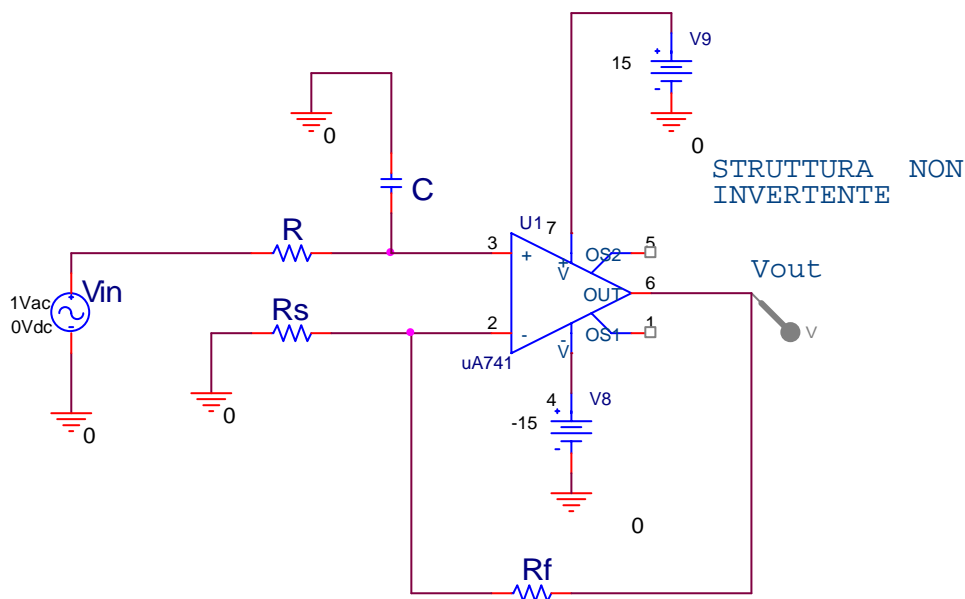 V9
15
0
0
STRUTTURA NON
INVERTENTE
C
R
U1
7
3
+
+
V
OS2
5
Vout
OUT
6
V
1Vac
0Vdc
Vin
Rs
2
-
-
V
OS1
1
uA741
0
0
4
V8
-15
0
Rf